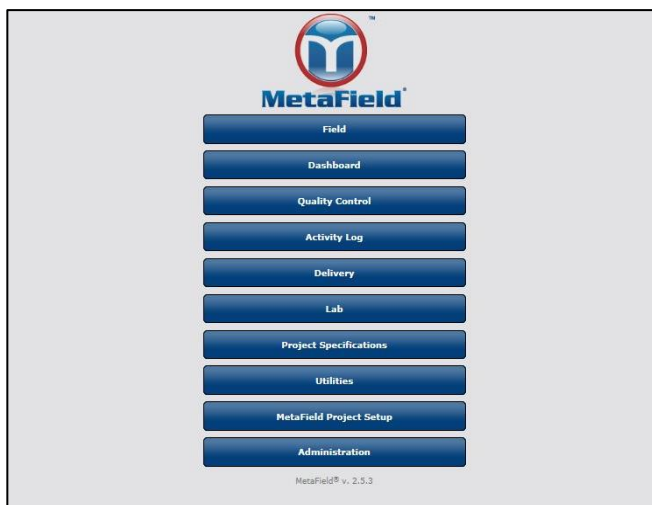 ™
MetaField®
Field
Dashboard
Quality Control
Activity Log
Delivery
Lab
Project Specifications
Utilities
MetaField Project Setup
Administration
MetaField® v. 2.5.3